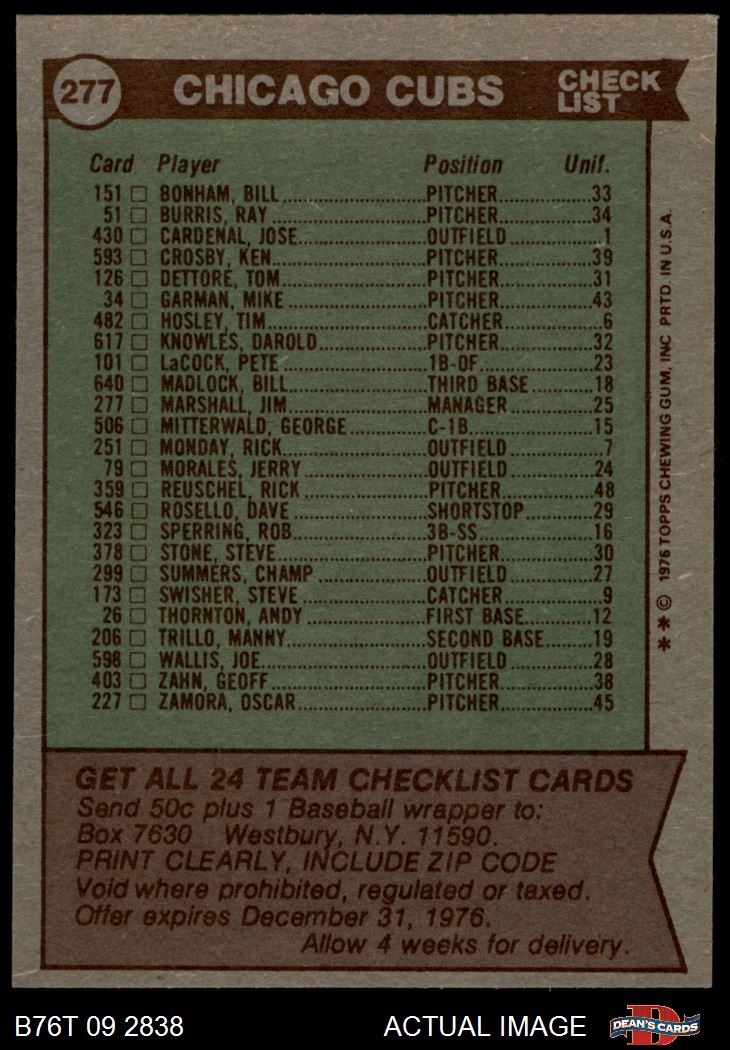 277 CHICAGO CUBS CHECK LIST
Card Player Position Unif.
151 □ BONHAM, BILL PITCHER 33
51 □ BURRIS, RAY PITCHER 34
430 □ CARDENAL, JOSE OUTFIELD 1
593 □ CROSBY, KEN PITCHER 39
126 □ DETTORE, TOM PITCHER 31
34 □ GARMAN, MIKE PITCHER 43
482 □ HOSLEY, TIM CATCHER 6
617 □ KNOWLES, DAROLD PITCHER 32
101 □ LaCOCK, PETE 1B-OF 23
640 □ MADLOCK, BILL THIRD BASE 18
277 □ MARSHALL, JIM MANAGER 25
506 □ MITTERWALD, GEORGE C-1B 15
251 □ MONDAY, RICK OUTFIELD 7
79 □ MORALES, JERRY OUTFIELD 24
359 □ REUSCHEL, RICK PITCHER 48
546 □ ROSELLO, DAVE SHORTSTOP 29
323 □ SPERRING, ROB 3B-SS 16
378 □ STONE, STEVE PITCHER 30
299 □ SUMMERS, CHAMP OUTFIELD 27
173 □ SWISHER, STEVE CATCHER 9
26 □ THORNTON, ANDY FIRST BASE 12
206 □ TRILLO, MANNY SECOND BASE 19
598 □ WALLIS, JOE OUTFIELD 28
403 □ ZAHN, GEOFF PITCHER 38
227 □ ZAMORA, OSCAR PITCHER 45
* * © 1976 TOPPS CHEWING GUM, INC PRTD. IN U.S.A.
GET ALL 24 TEAM CHECKLIST CARDS
Send 50c plus 1 Baseball wrapper to:
Box 7630 Westbury, N.Y. 11590.
PRINT CLEARLY, INCLUDE ZIP CODE
Void where prohibited, regulated or taxed.
Offer expires December 31, 1976.
Allow 4 weeks for delivery.
B76T 09 2838 ACTUAL IMAGE DEAN'S CARDS